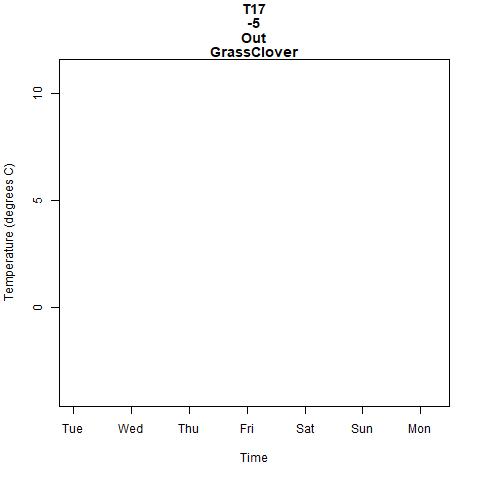 T17
-5
Out
GrassClover
10
5
0
Temperature (degrees C)
Tue Wed Thu Fri Sat Sun Mon
Time